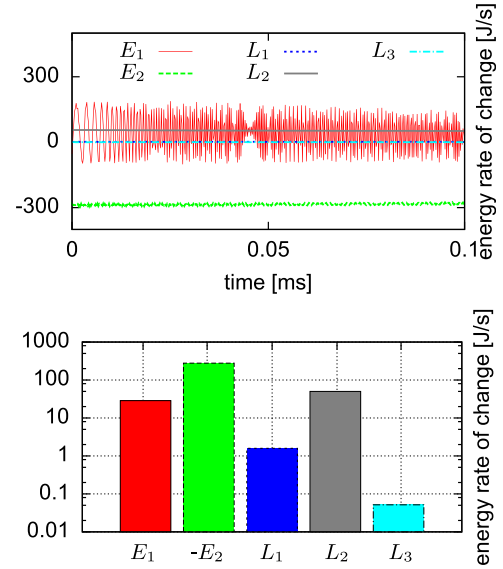 E1 L1 L3
E2 L2
300
0
-300
0 0.05 0.1
time [ms]
energy rate of change [J/s]
1000
100
10
1
0.1
0.01
E1 -E2 L1 L2 L3
energy rate of change [J/s]